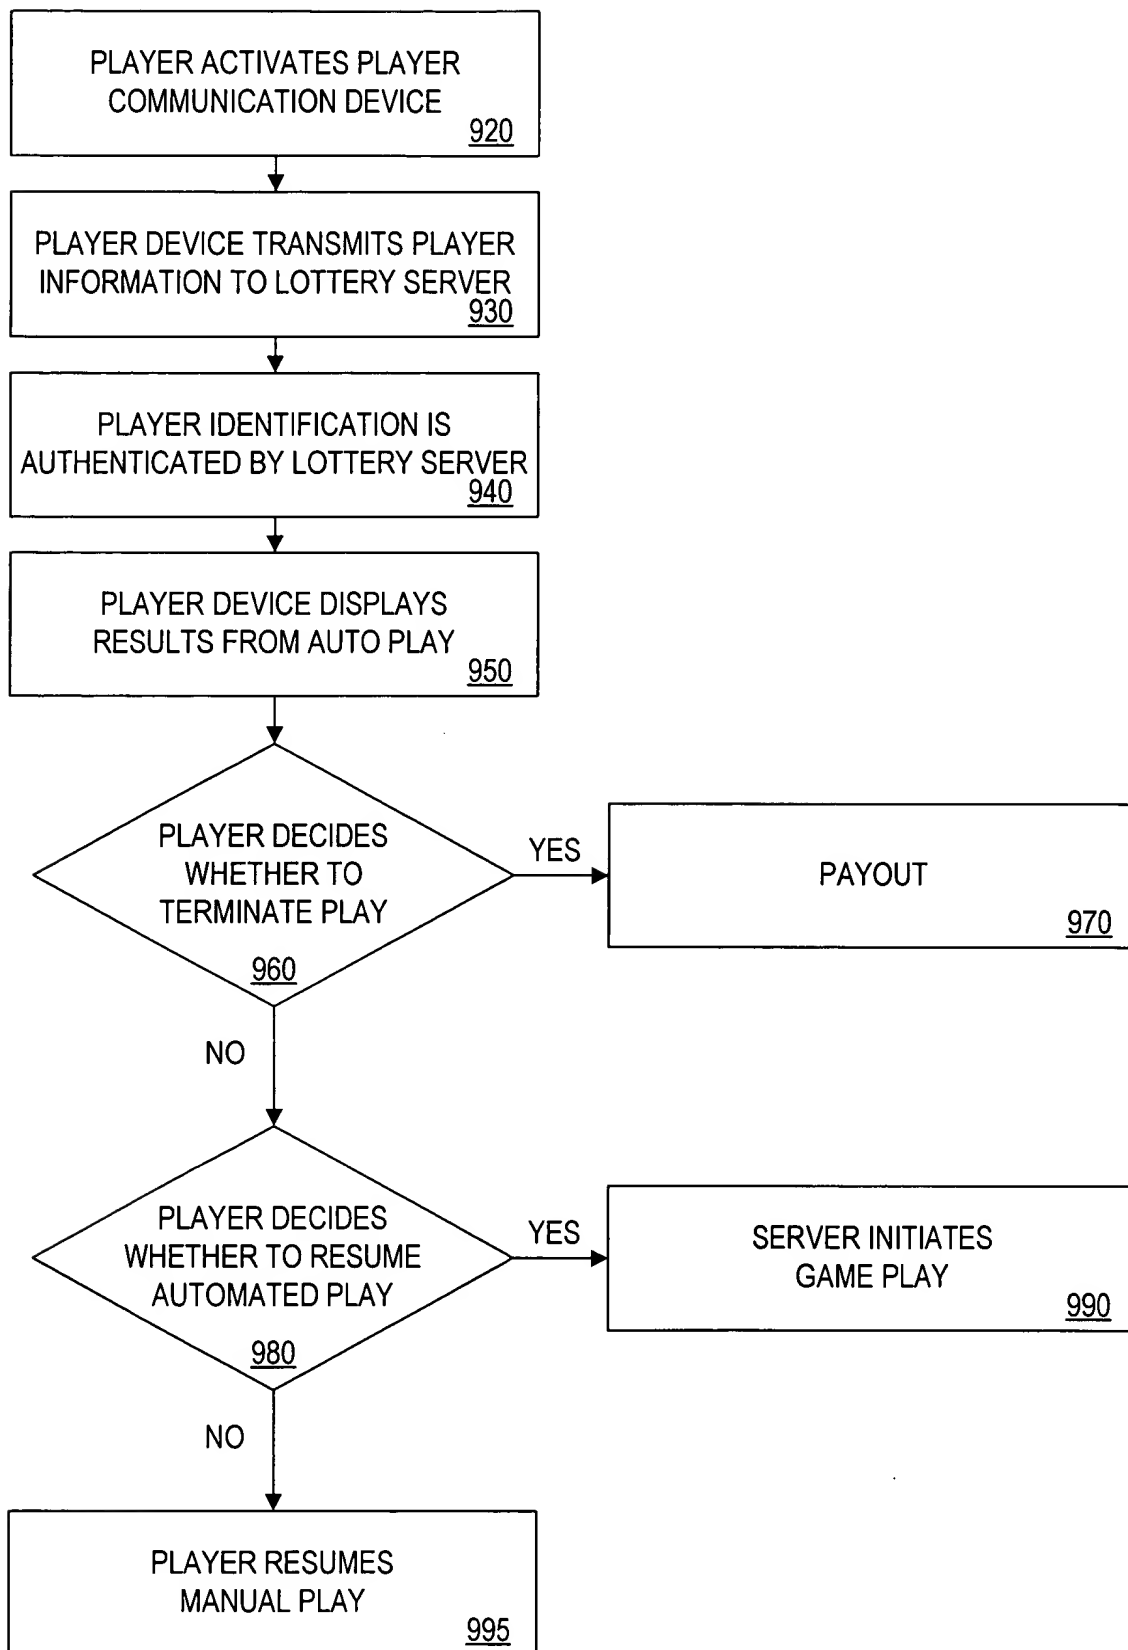 PLAYER ACTIVATES PLAYER
COMMUNICATION DEVICE
920
PLAYER DEVICE TRANSMITS PLAYER
INFORMATION TO LOTTERY SERVER
930
PLAYER IDENTIFICATION IS
AUTHENTICATED BY LOTTERY SERVER
940
PLAYER DEVICE DISPLAYS
RESULTS FROM AUTO PLAY
950
PLAYER DECIDES
WHETHER TO
TERMINATE PLAY
960
YES
PAYOUT
970
NO
PLAYER DECIDES
WHETHER TO RESUME
AUTOMATED PLAY
980
YES
SERVER INITIATES
GAME PLAY
990
NO
PLAYER RESUMES
MANUAL PLAY
995